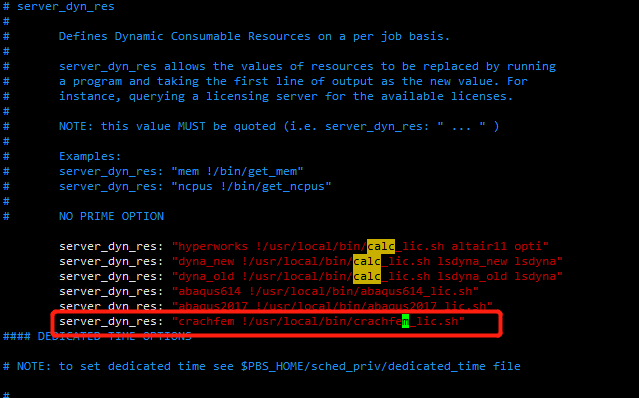 # server_dyn_res
#
# Defines Dynamic Consumable Resources on a per job basis.
#
# server_dyn_res allows the values of resources to be replaced by running
# a program and taking the first line of output as the new value. For
# instance, querying a licensing server for the available licenses.
#
# NOTE: this value MUST be quoted (i.e. server_dyn_res: " ... " )
#
# Examples:
# server_dyn_res: "mem !/bin/get_mem"
# server_dyn_res: "ncpus !/bin/get_ncpus"
#
# NO PRIME OPTION
server_dyn_res: "hyperworks !/usr/local/bin/calc_lic.sh altair11 opti"
server_dyn_res: "dyna_new !/usr/local/bin/calc_lic.sh lsdyna_new lsdyna"
server_dyn_res: "dyna_old !/usr/local/bin/calc_lic.sh lsdyna_old lsdyna"
server_dyn_res: "abaqus614 !/usr/local/bin/abaqus614_lic.sh"
server_dyn_res: "abaqus2017 !/usr/local/bin/abaqus2017_lic.sh"
server_dyn_res: "crachfem !/usr/local/bin/crachfem_lic.sh"
#### DEDICATED TIME OPTIONS
# NOTE: to set dedicated time see $PBS_HOME/sched_priv/dedicated_time file
#